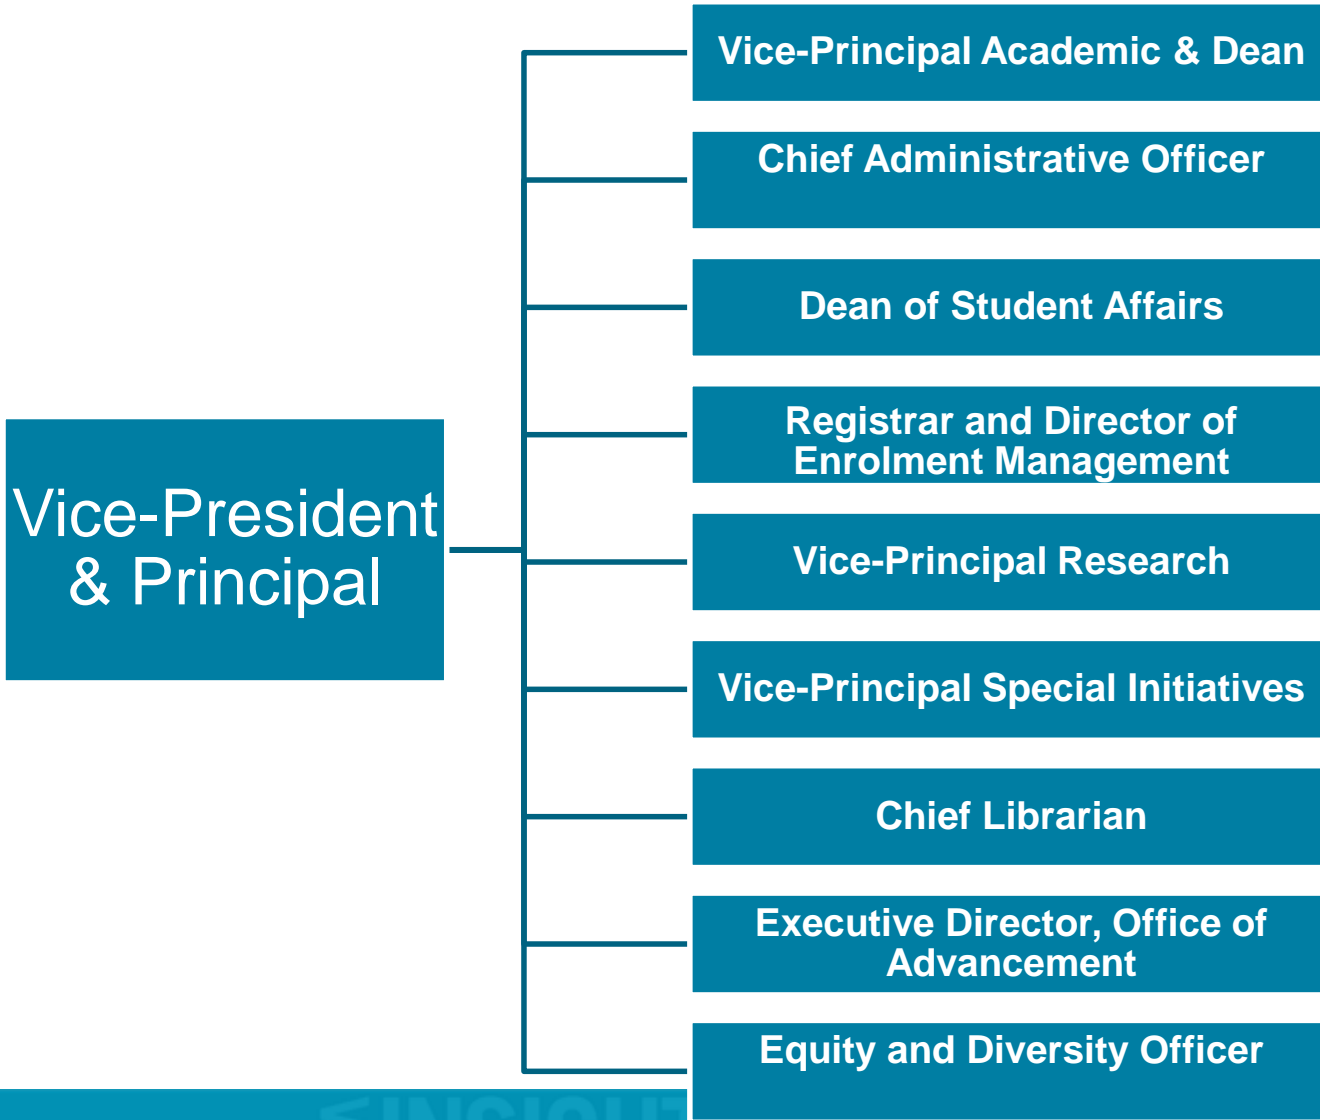 Vice-Principal Academic & Dean
Chief Administrative Officer
Dean of Student Affairs
Registrar and Director of
Enrolment Management
Vice-President
& Principal
Vice-Principal Research
Vice-Principal Special Initiatives
Chief Librarian
Executive Director, Office of
Advancement
Equity and Diversity Officer